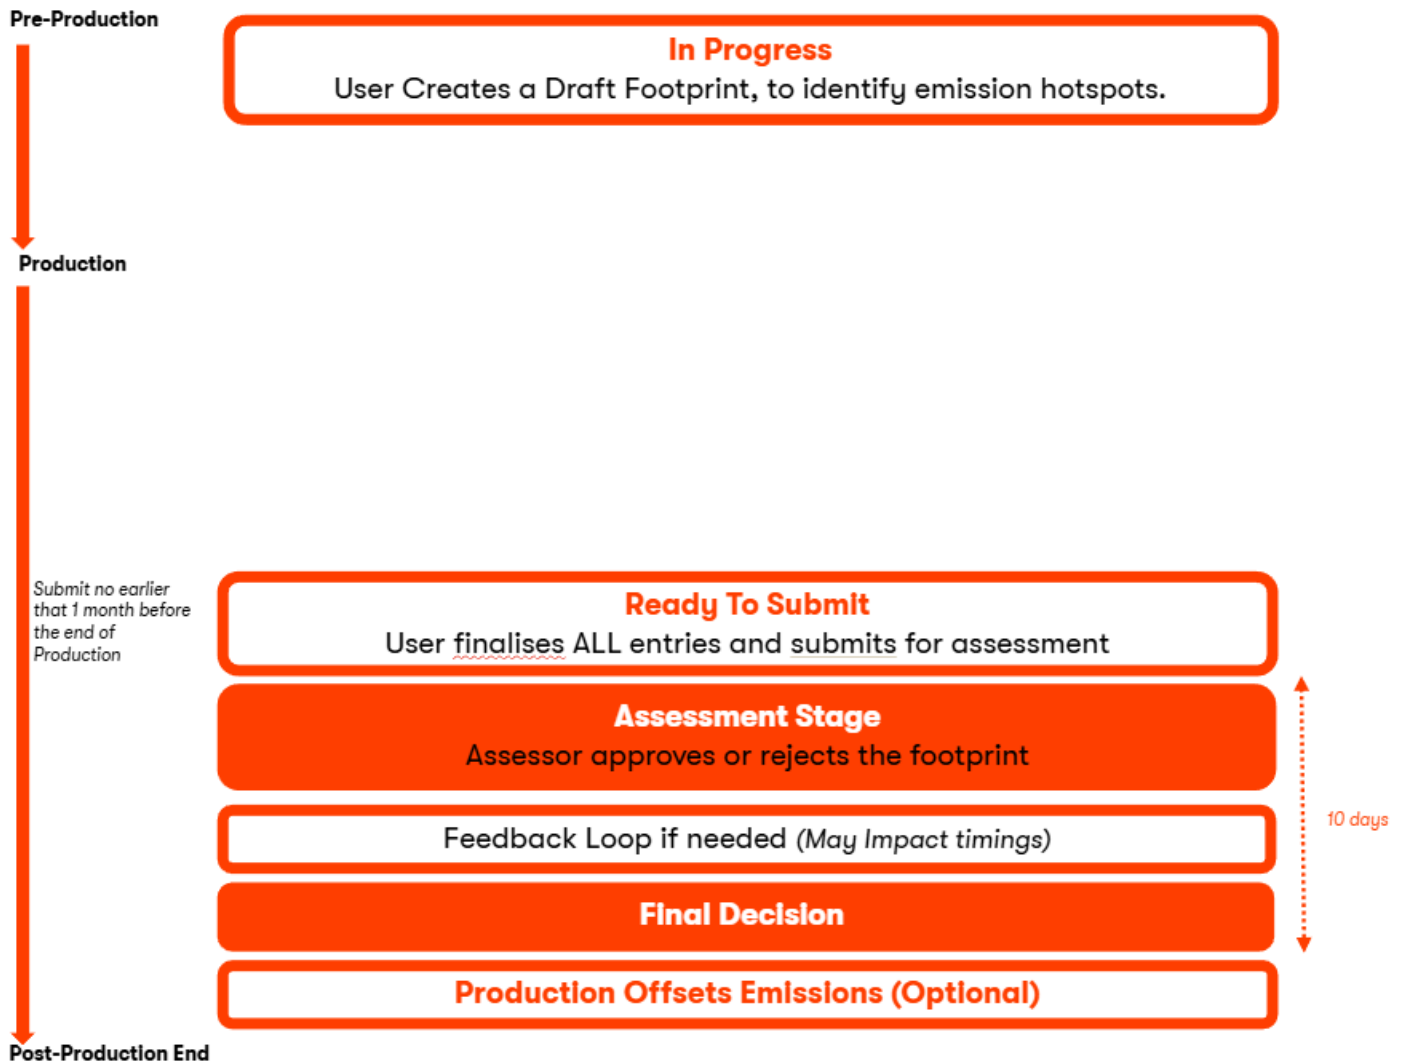 Pre-Production
In Progress
User Creates a Draft Footprint, to identify emission hotspots.
Production
Submit no earlier
that 1 month before
the end of
Production
Ready To Submit
User finalises ALL entries and submits for assessment
Assessment Stage
Assessor approves or rejects the footprint
10 days
Feedback Loop if needed (May Impact timings)
Final Decision
Production Offsets Emissions (Optional)
Post-Production End